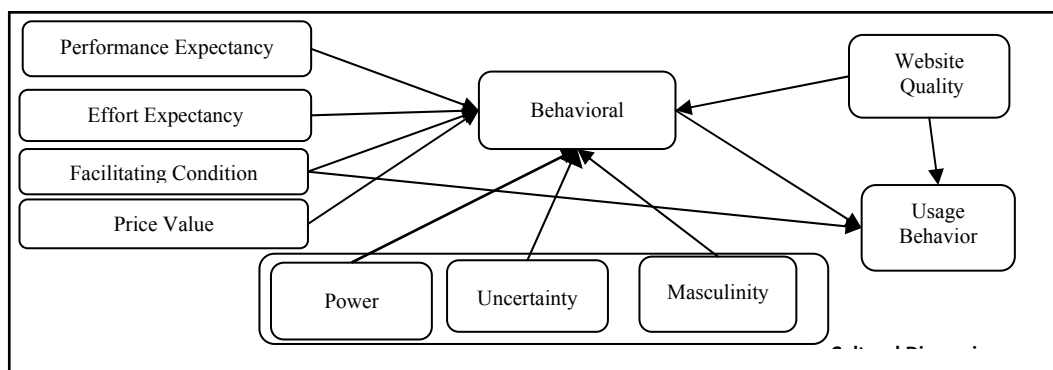 Performance Expectancy
Effort Expectancy
Facilitating Condition
Price Value
Behavioral
Website
Quality
Usage
Behavior
Power
Uncertainty
Masculinity